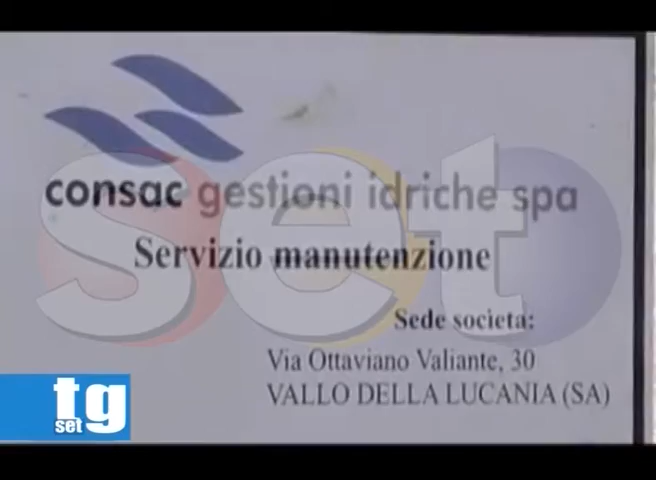 consac gestioni idriche spa
set
Servizio manutenzione
Sede societa:
Via Ottaviano Valiante, 30
VALLO DELLA LUCANIA (SA)
tg
set